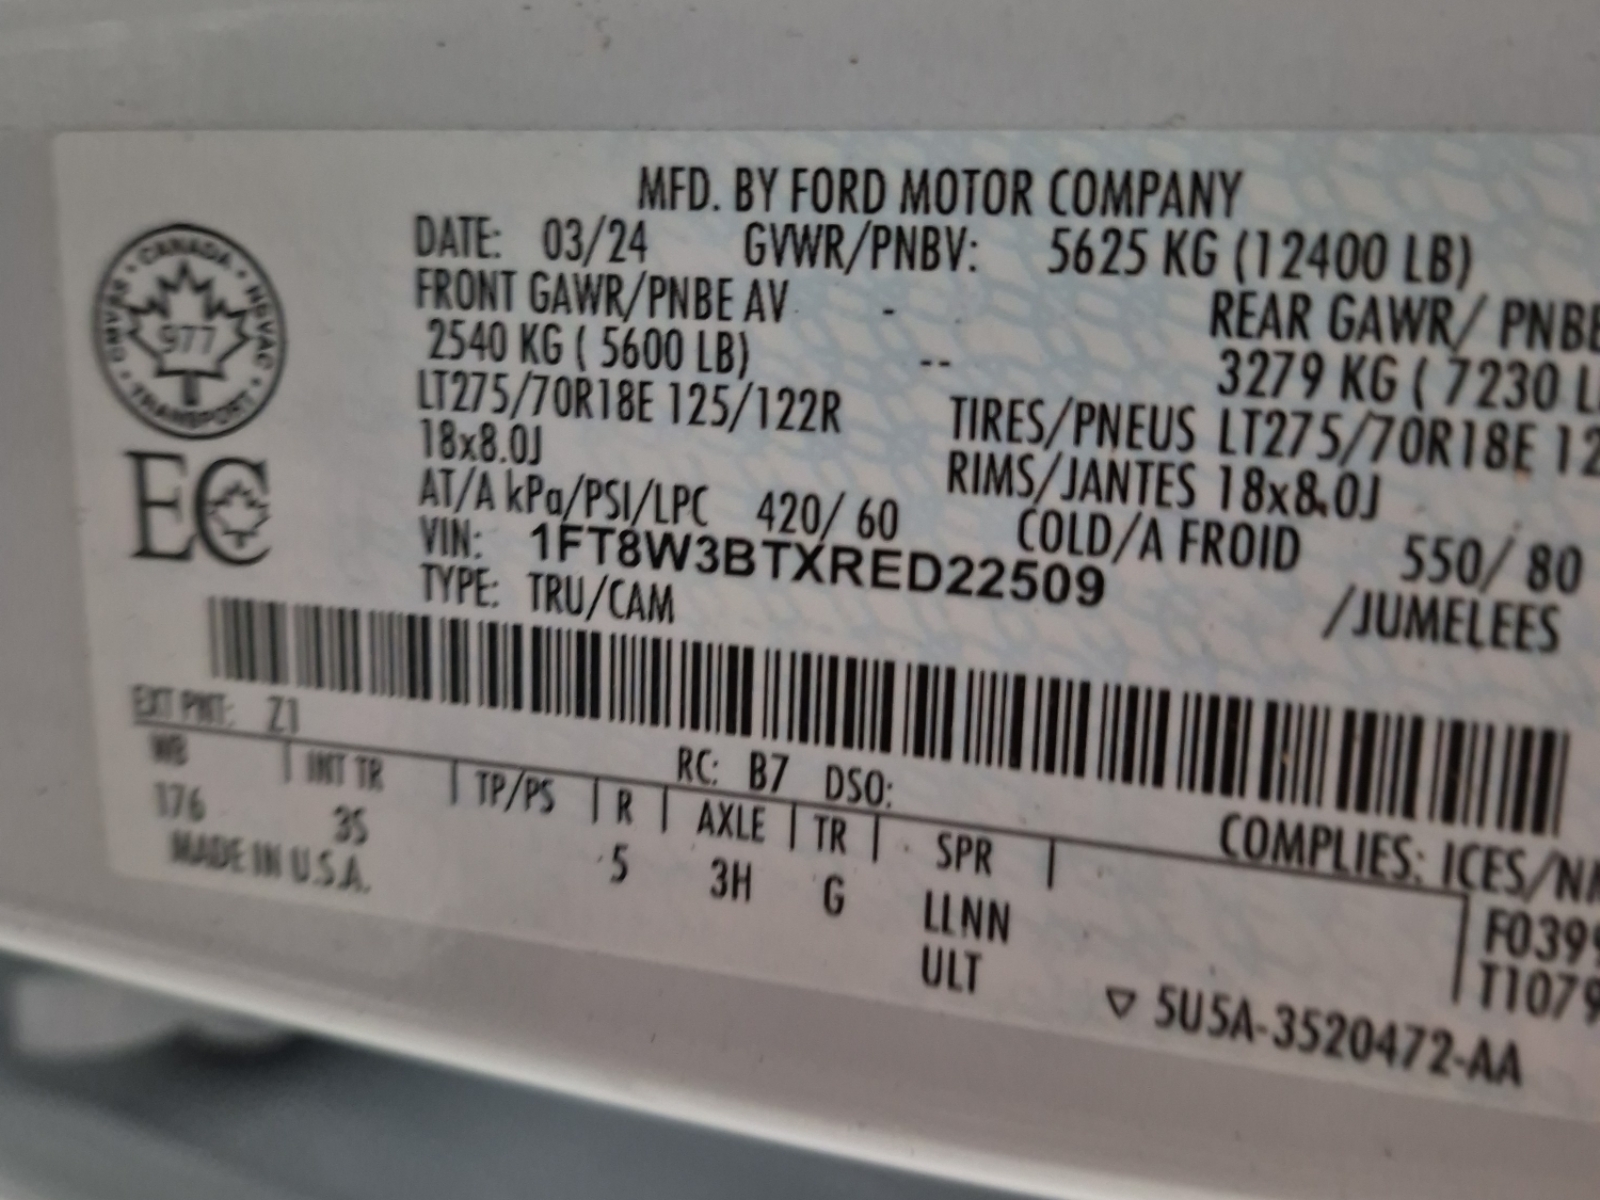 MFD. BY FORD MOTOR COMPANY
DATE: 03/24 GVWR/PNBV: 5625 KG (12400 LB)
FRONT GAWR/PNBE AV - REAR GAWR/ PNBE
2540 KG ( 5600 LB) -- 3279 KG ( 7230 L
LT275/70R18E 125/122R TIRES/PNEUS LT275/70R18E 12
18x8.0J RIMS/JANTES 18x8.0J
AT/A kPa/PSI/LPC 420/ 60 COLD/A FROID 550/ 80
VIN: 1FT8W3BTXRED22509 /JUMELEES
TYPE: TRU/CAM
CANADA
NSVAC
TRANSPORT
CMVSS
977
EC
EXT PNT: Z1 RC: B7 DSO:
WB | INT TR | TP/PS | R | AXLE | TR | SPR |
176 3S 5 3H G LLNN
ULT
MADE IN U.S.A.
COMPLIES: ICES/N
F039
T1079
▽ 5U5A-3520472-AA